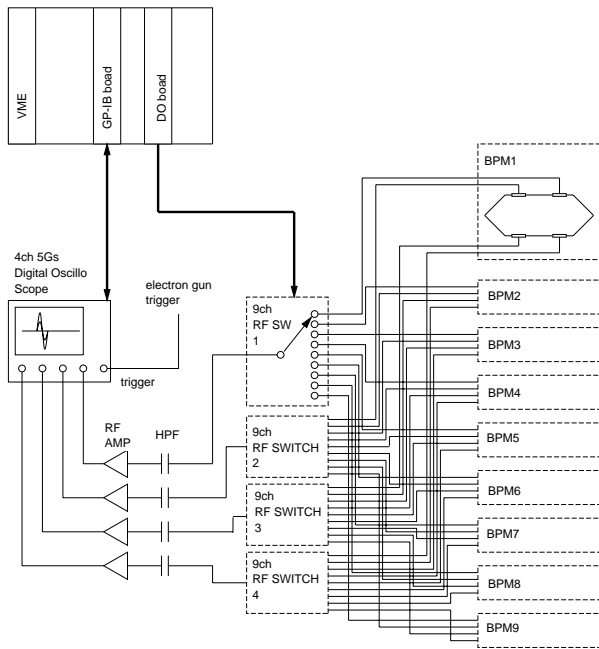 VME
GP-IB boad
DO boad
4ch 5Gs
Digital Oscillo
Scope
electron gun
trigger
trigger
RF
AMP
HPF
9ch
RF SW
1
9ch
RF SWITCH
2
9ch
RF SWITCH
3
9ch
RF SWITCH
4
BPM1
BPM2
BPM3
BPM4
BPM5
BPM6
BPM7
BPM8
BPM9